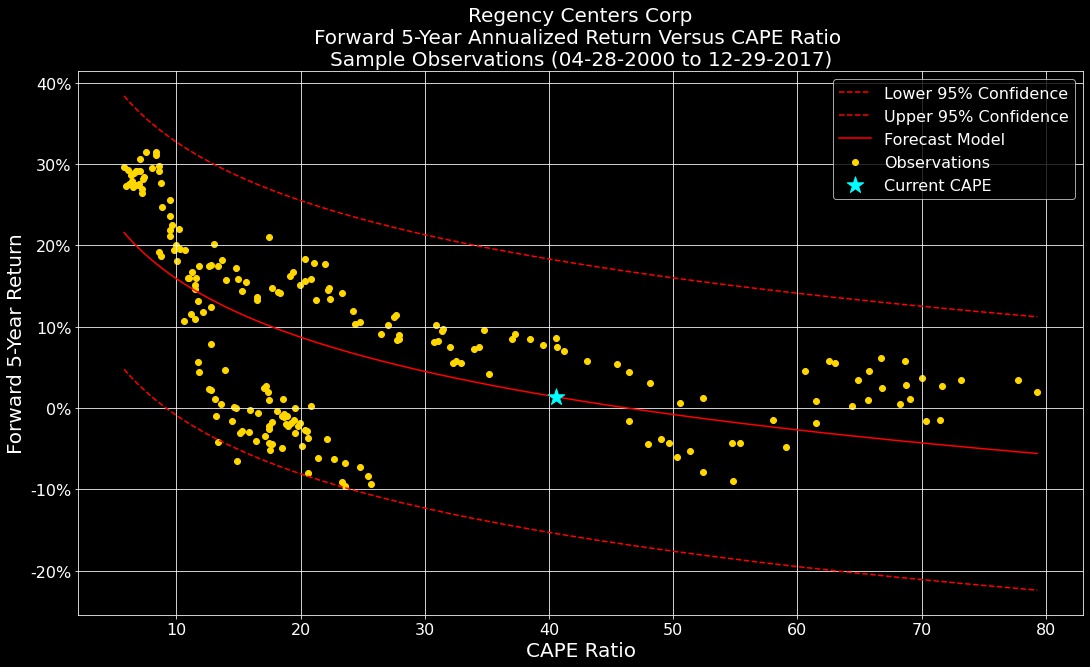 Regency Centers Corp
Forward 5-Year Annualized Return Versus CAPE Ratio
Sample Observations (04-28-2000 to 12-29-2017)
Lower 95% Confidence
Upper 95% Confidence
Forecast Model
Observations
Current CAPE
Forward 5-Year Return
40%
30%
20%
10%
0%
-10%
-20%
10 20 30 40 50 60 70 80
CAPE Ratio